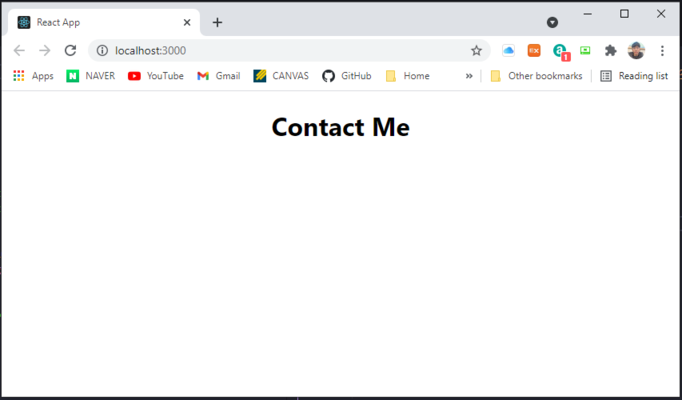 React App
localhost:3000
Apps NAVER YouTube Gmail CANVAS GitHub Home » Other bookmarks Reading list
Contact Me